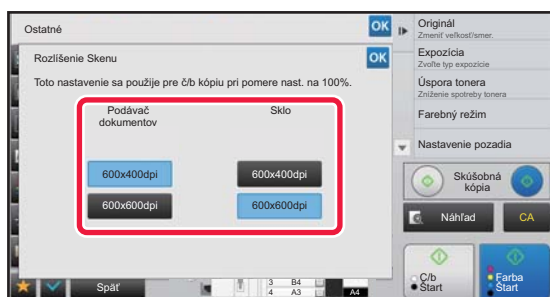 Ostatné
OK
Rozlíšenie Skenu
OK
Toto nastavenie sa použije pre č/b kópiu pri pomere nast. na 100%.
Podávač
dokumentov
Sklo
600x400dpi
600x400dpi
600x600dpi
600x600dpi
Späť
3 B4
4 A3
A4
Originál
Zmeniť veľkosť/smer.
Expozícia
Zvoľte typ expozície
Úspora tonera
Zníženie spotreby tonera
Farebný režim
Nastavenie pozadia
Skúšobná
kópia
Náhľad
CA
Č/b
Štart
Farba
Štart